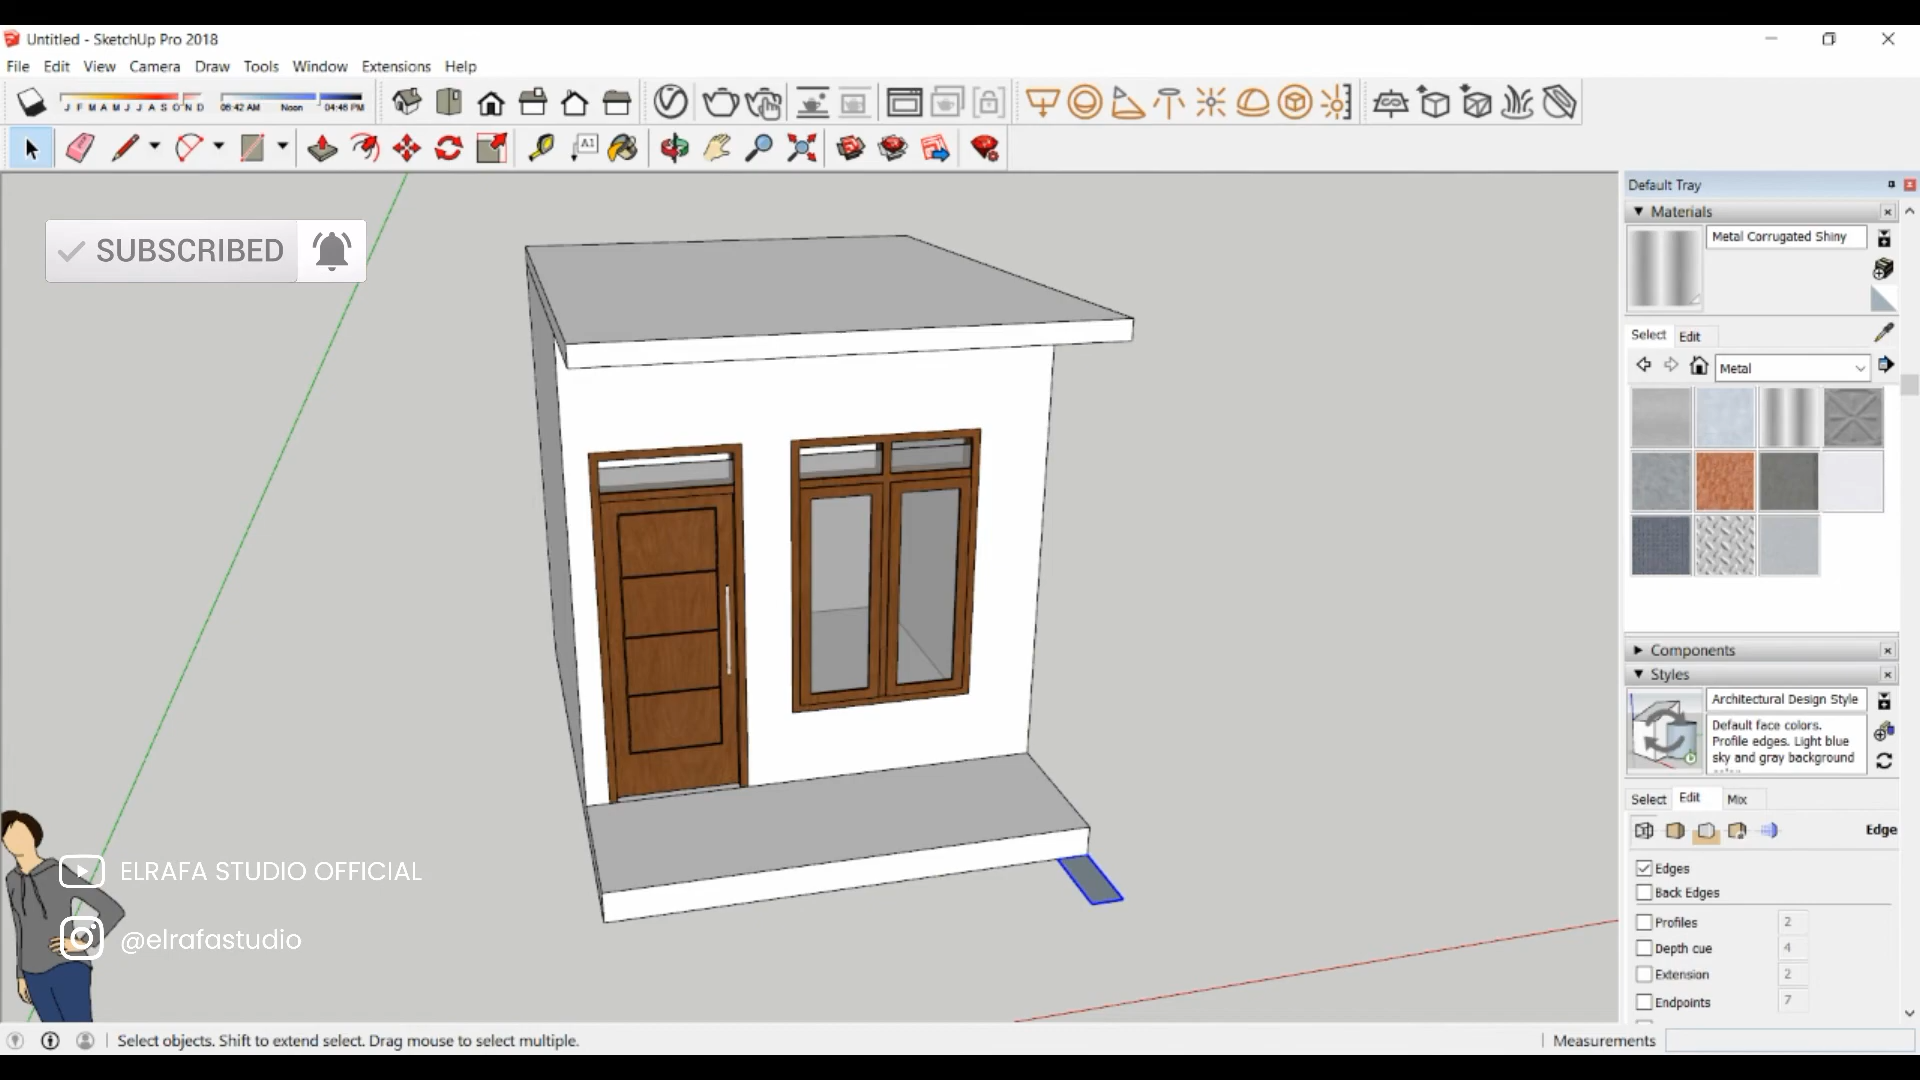 Untitled - SketchUp Pro 2018
File Edit View Camera Draw Tools Window Extensions Help
J F M A M J J A S O N D 06:42 AM Noon 04:46 PM
A1
Default Tray
Materials
SUBSCRIBED
Metal Corrugated Shiny
Select Edit
Metal
Components
Styles
Architectural Design Style
Default face colors.
Profile edges. Light blue
sky and gray background
Select Edit Mix
Edge
Edges
Back Edges
Profiles 2
Depth cue 4
Extension 2
Endpoints 7
ELRAFA STUDIO OFFICIAL
@elrafastudio
Select objects. Shift to extend select. Drag mouse to select multiple.
Measurements